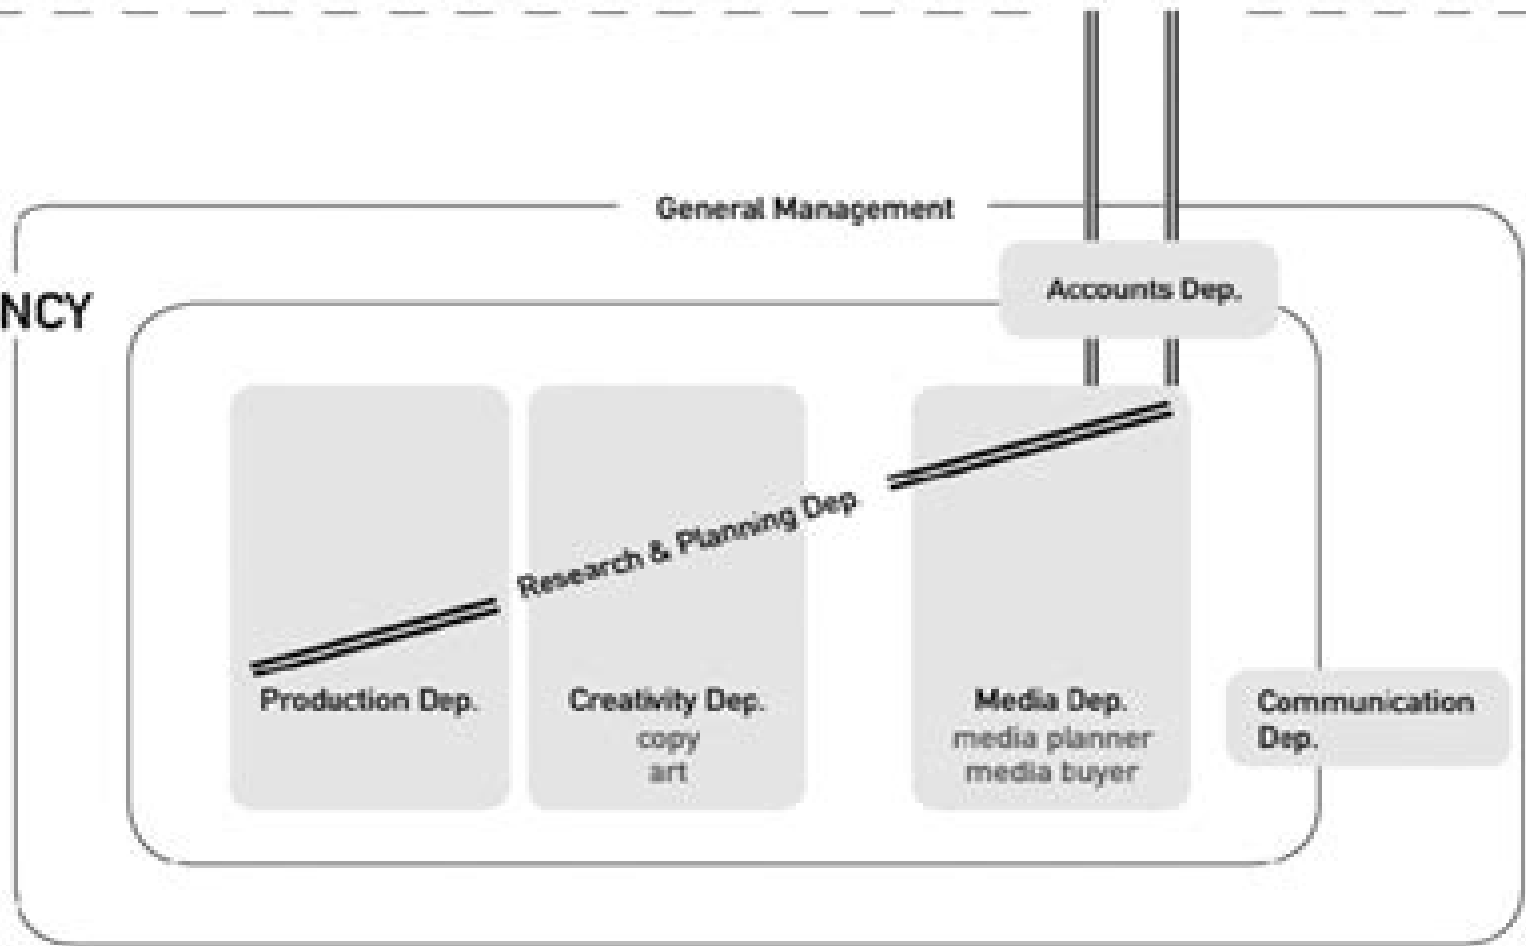 General Management
Accounts Dep.
NCY
Research & Planning Dep
Production Dep.
Creativity Dep.
copy
art
Media Dep.
media planner
media buyer
Communication
Dep.